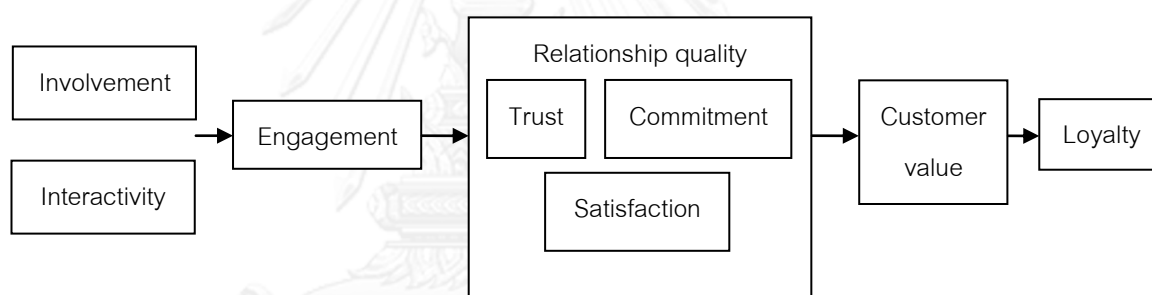 Involvement
Interactivity
Engagement
Relationship quality
Trust
Commitment
Satisfaction
Customer
value
Loyalty